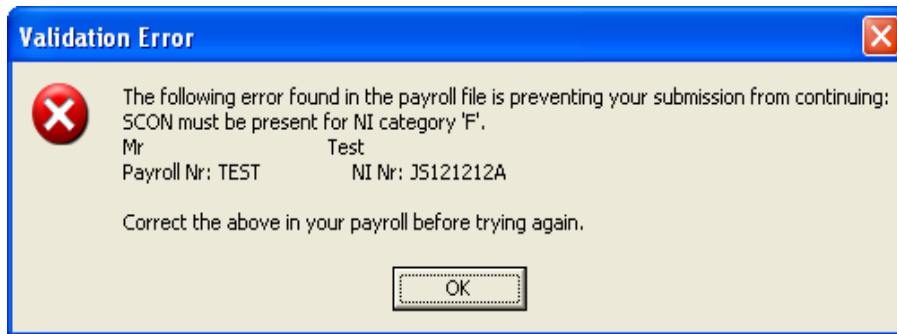 Validation Error
The following error found in the payroll file is preventing your submission from continuing:
SCON must be present for NI category 'F'.
Mr Test
Payroll Nr: TEST NI Nr: JS121212A
Correct the above in your payroll before trying again.
OK